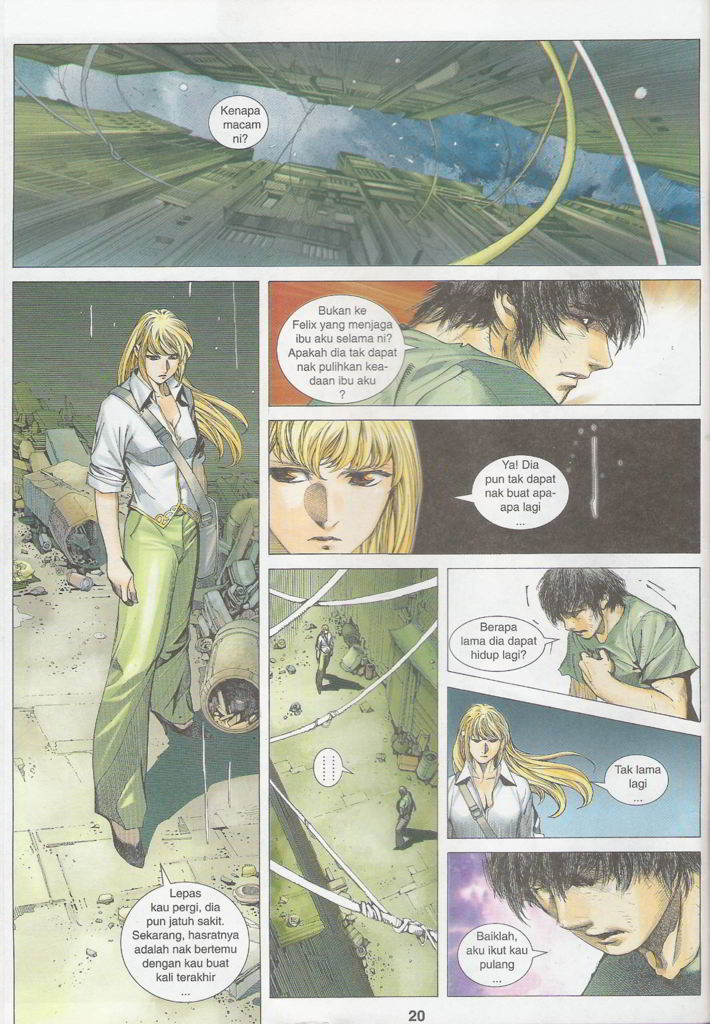 Kenapa
macam
ni?
Lepas
kau pergi, dia
pun jatuh sakit.
Sekarang, hasratnya
adalah nak bertemu
dengan kau buat
kali terakhir
...
Bukan ke
Felix yang menjaga
ibu aku selama ni?
Apakah dia tak dapat
nak pulihkan kea-
daan ibu aku
?
Ya! Dia
pun tak dapat
nak buat apa-
apa lagi
...
......
Berapa
lama dia dapat
hidup lagi?
Tak lama
lagi
...
Baiklah,
aku ikut kau
pulang
...
20